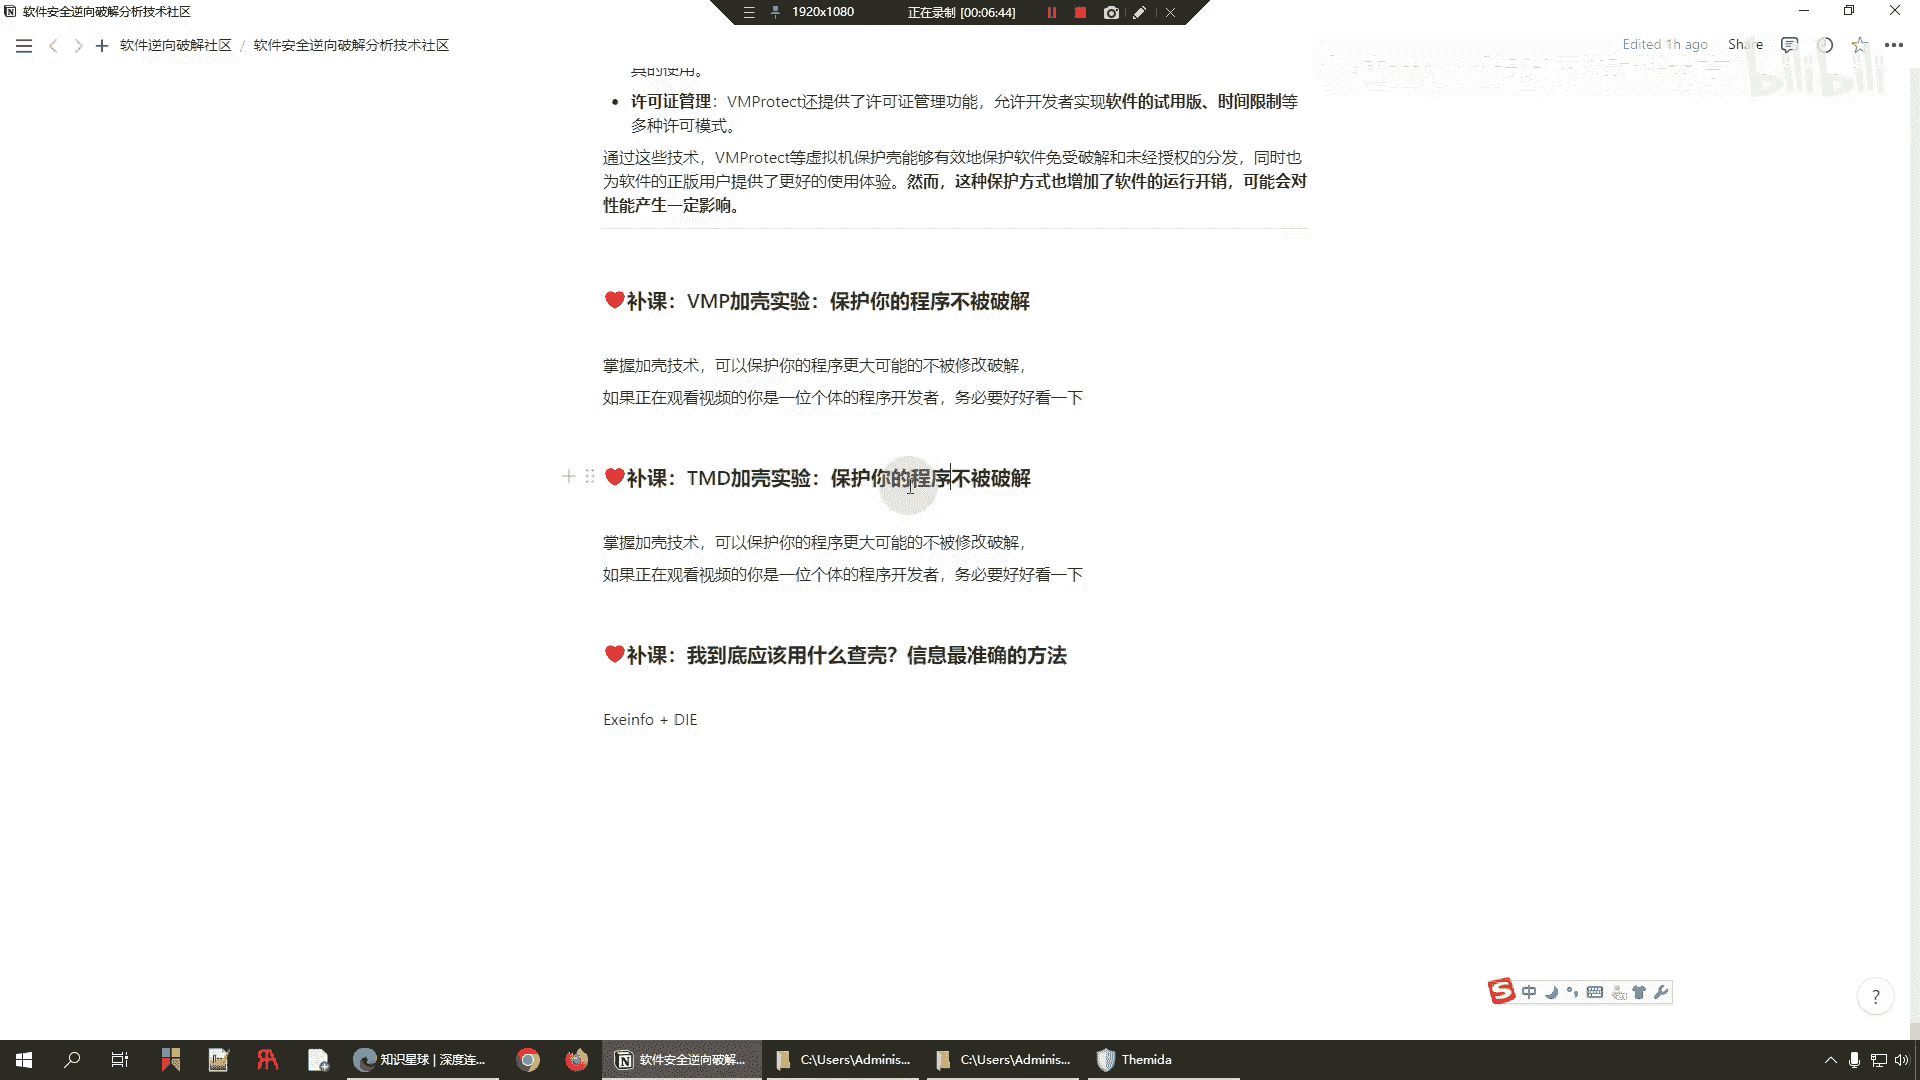 软件安全逆向破解分析技术社区
1920x1080
正在录制 [00:06:44]
软件逆向破解社区 / 软件安全逆向破解分析技术社区
Edited 1h ago
Share
具的使用。
许可证管理：VMProtect还提供了许可证管理功能，允许开发者实现软件的试用版、时间限制等
多种许可模式。
通过这些技术，VMProtect等虚拟机保护壳能够有效地保护软件免受破解和未经授权的分发，同时也
为软件的正版用户提供了更好的使用体验。然而，这种保护方式也增加了软件的运行开销，可能会对
性能产生一定影响。
补课：VMP加壳实验：保护你的程序不被破解
掌握加壳技术，可以保护你的程序更大可能的不被修改破解，
如果正在观看视频的你是一位个体的程序开发者，务必要好好看一下
补课：TMD加壳实验：保护你的程序不被破解
掌握加壳技术，可以保护你的程序更大可能的不被修改破解，
如果正在观看视频的你是一位个体的程序开发者，务必要好好看一下
补课：我到底应该用什么查壳？信息最准确的方法
Exeinfo + DIE
中
?
知识星球 | 深度连...
软件安全逆向破解...
C:\Users\Adminis...
C:\Users\Adminis...
Themida
bilibili